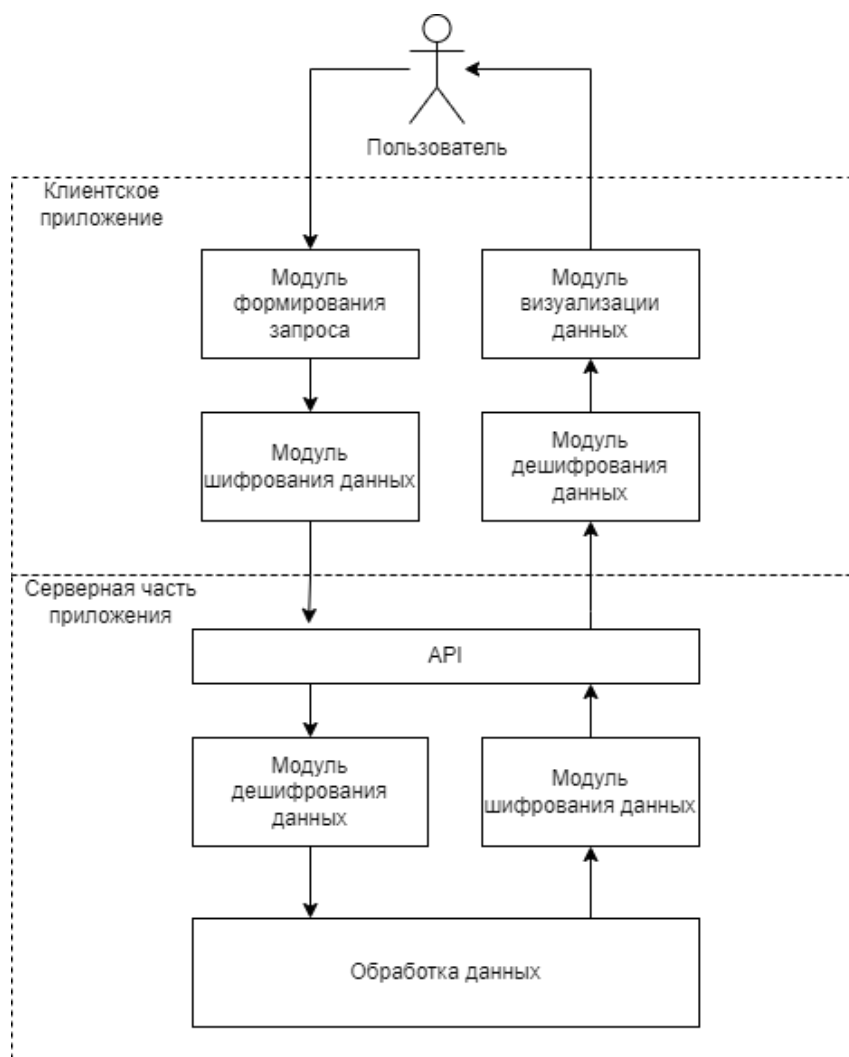 Пользователь
Клиентское
приложение
Модуль
формирования
запроса
Модуль
визуализации
данных
Модуль
шифрования данных
Модуль
дешифрования
данных
Серверная часть
приложения
API
Модуль
дешифрования
данных
Модуль
шифрования данных
Обработка данных